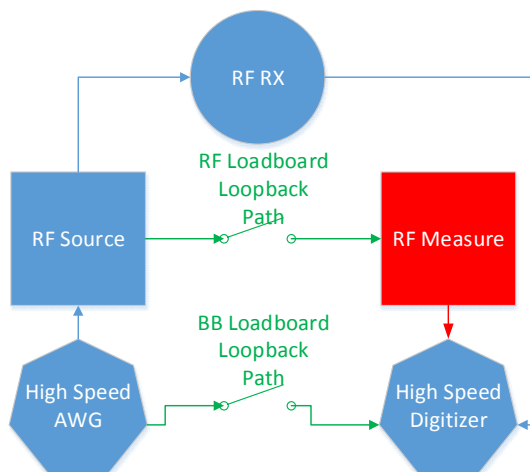 RF RX
RF Loadboard
Loopback
Path
RF Source
RF Measure
BB Loadboard
Loopback
Path
High Speed
AWG
High Speed
Digitizer